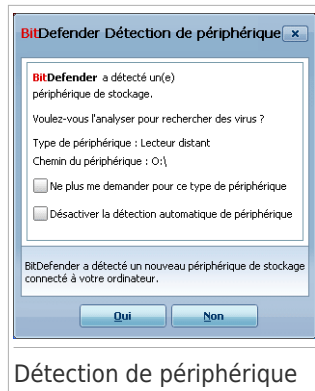 BitDefender Détection de périphérique
BitDefender a détecté un(e)
périphérique de stockage.
Voulez-vous l'analyser pour rechercher des virus ?
Type de périphérique : Lecteur distant
Chemin du périphérique : O:\
Ne plus me demander pour ce type de périphérique
Désactiver la détection automatique de périphérique
BitDefender a détecté un nouveau périphérique de stockage
connecté à votre ordinateur.
Oui
Non
Détection de périphérique